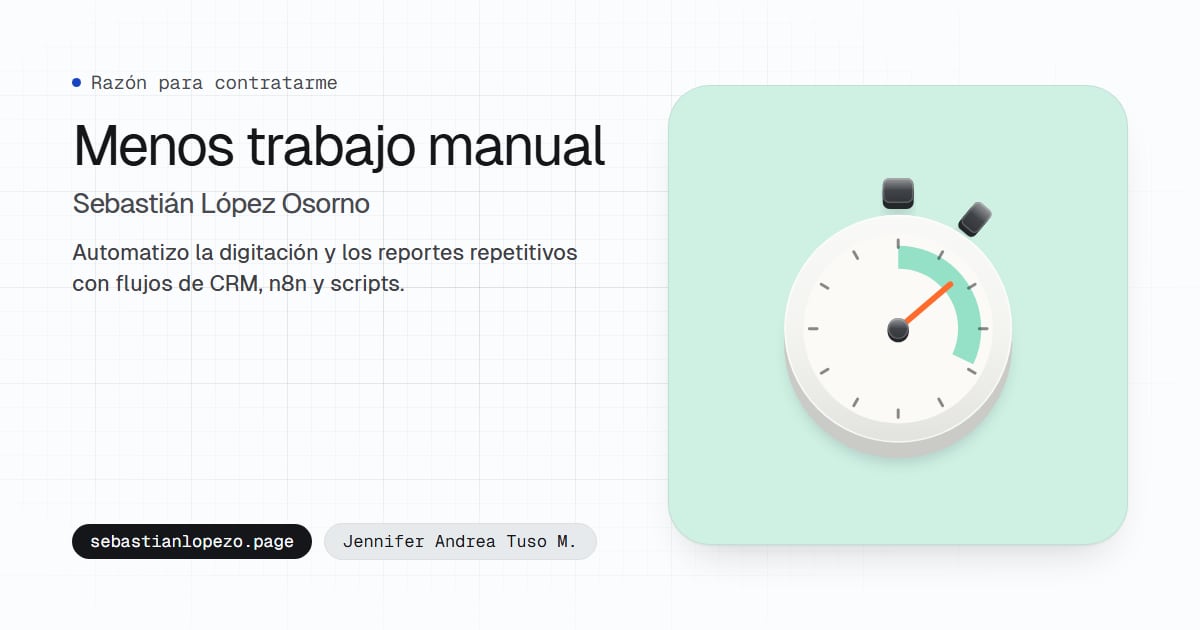 Razón para contratarme
Menos trabajo manual
Sebastián López Osorno
Automatizo la digitación y los reportes repetitivos
con flujos de CRM, n8n y scripts.
sebastianlopezo.page
Jennifer Andrea Tuso M.